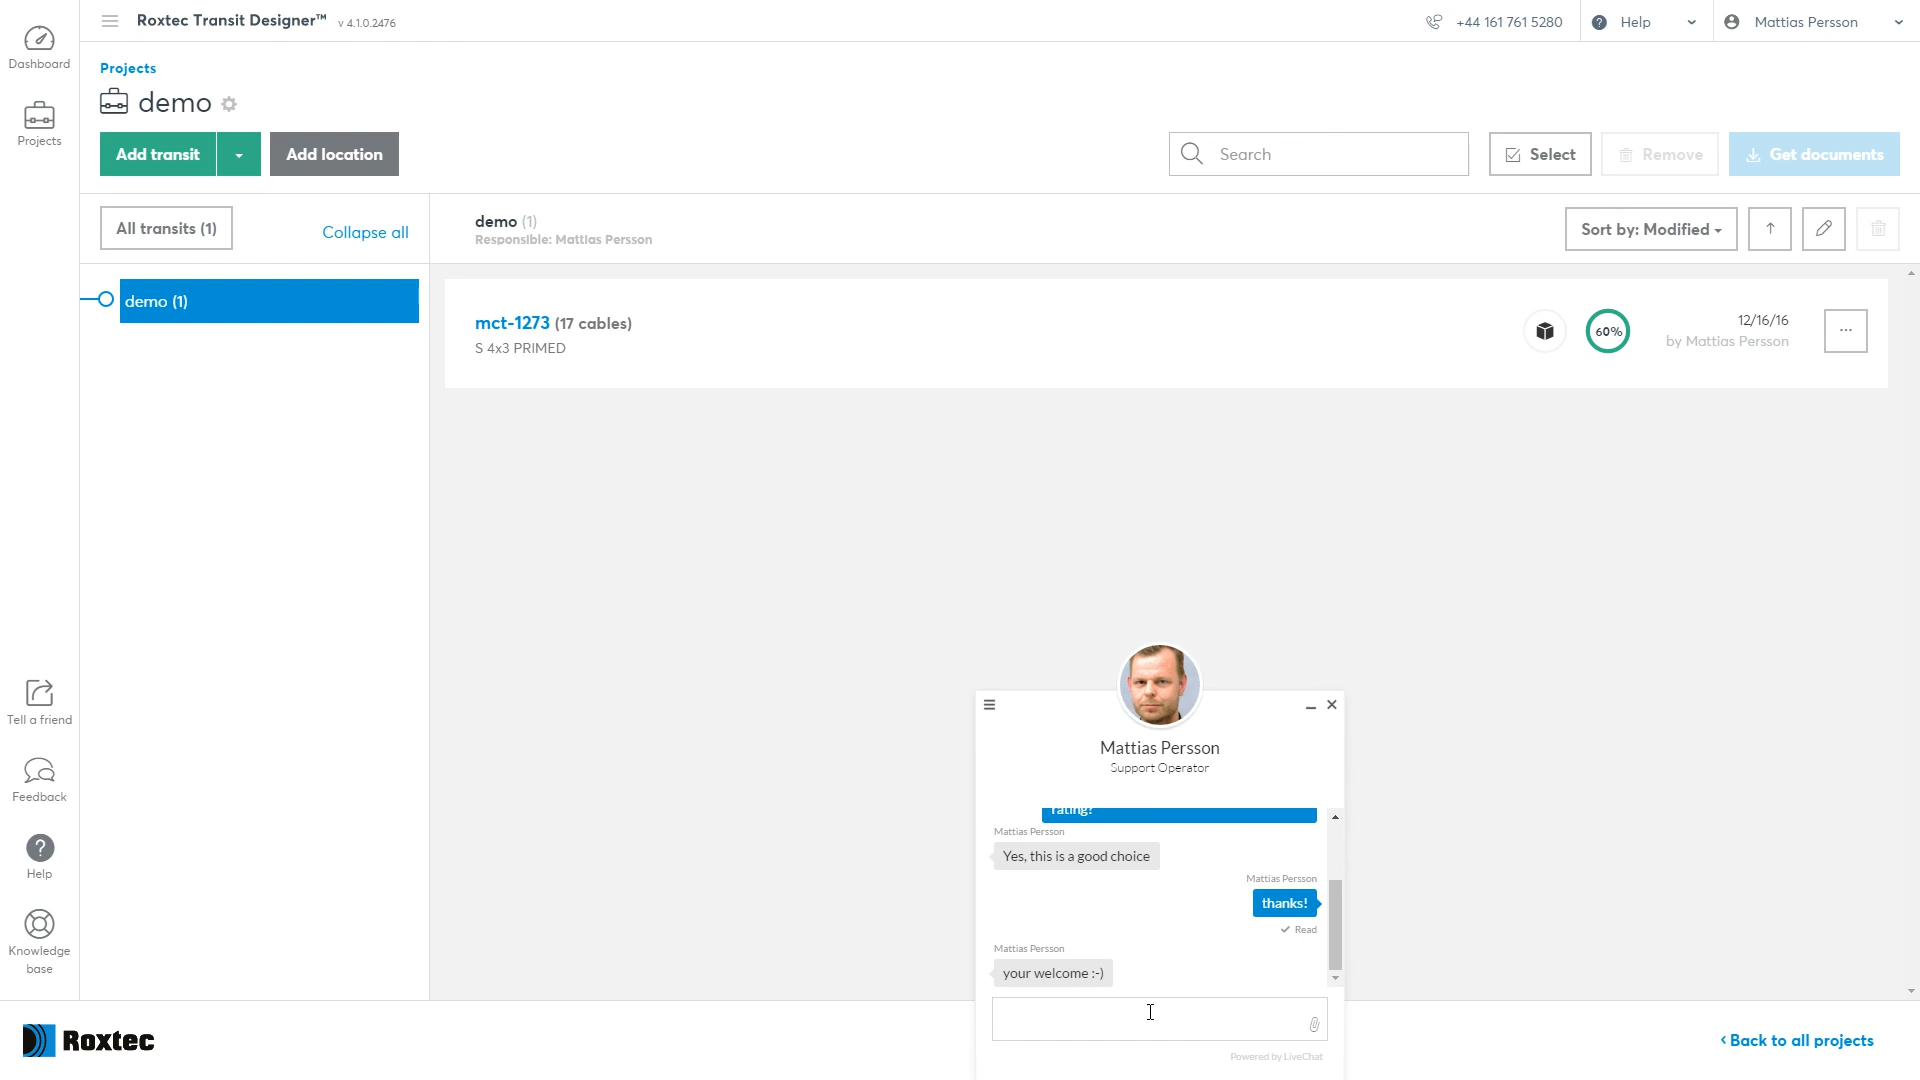 Roxtec Transit Designer™ v 4.1.0.2476
+44 161 761 5280
Help
Mattias Persson
Dashboard
Projects
Tell a friend
Feedback
Help
Knowledge
base
Projects
demo
Add transit
Add location
Search
Select
Remove
Get documents
All transits (1)
Collapse all
demo (1)
demo (1)
Responsible: Mattias Persson
Sort by: Modified
mct-1273 (17 cables)
S 4x3 PRIMED
60%
12/16/16
by Mattias Persson
...
Mattias Persson
Support Operator
rating?
Mattias Persson
Yes, this is a good choice
Mattias Persson
thanks!
Read
Mattias Persson
your welcome :-)
Powered by LiveChat
Roxtec
Back to all projects